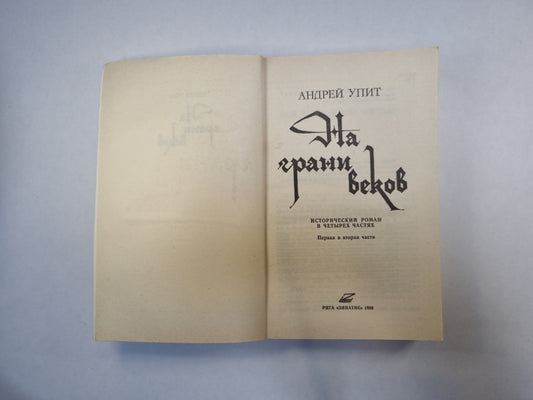 АНДРЕЙ УПИТ
На
грани
веков
ИСТОРИЧЕСКИЙ РОМАН
В ЧЕТЫРЕХ ЧАСТЯХ
Первая и вторая части
РИГА «ЗИНАТНЕ» 1988